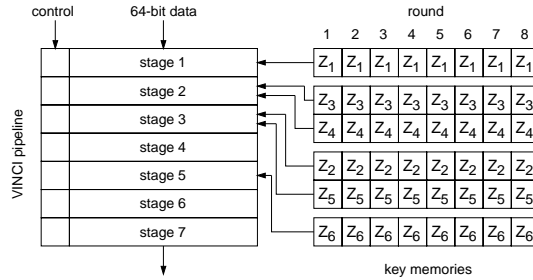 control 64-bit data round
1 2 3 4 5 6 7 8
stage 1 Z1 Z1 Z1 Z1 Z1 Z1 Z1 Z1
stage 2 Z3 Z3 Z3 Z3 Z3 Z3 Z3 Z3
Z4 Z4 Z4 Z4 Z4 Z4 Z4 Z4
stage 3
stage 4 Z2 Z2 Z2 Z2 Z2 Z2 Z2 Z2
stage 5 Z5 Z5 Z5 Z5 Z5 Z5 Z5 Z5
stage 6
stage 7 Z6 Z6 Z6 Z6 Z6 Z6 Z6 Z6
VINCI pipeline
key memories